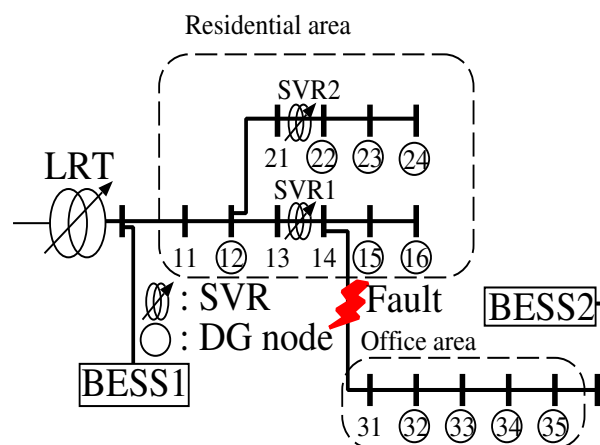 Residential area
SVR2
21 22 23 24
LRT
SVR1
11 12 13 14 15 16
: SVR
Fault
: DG node
BESS2
Office area
BESS1
31 32 33 34 35